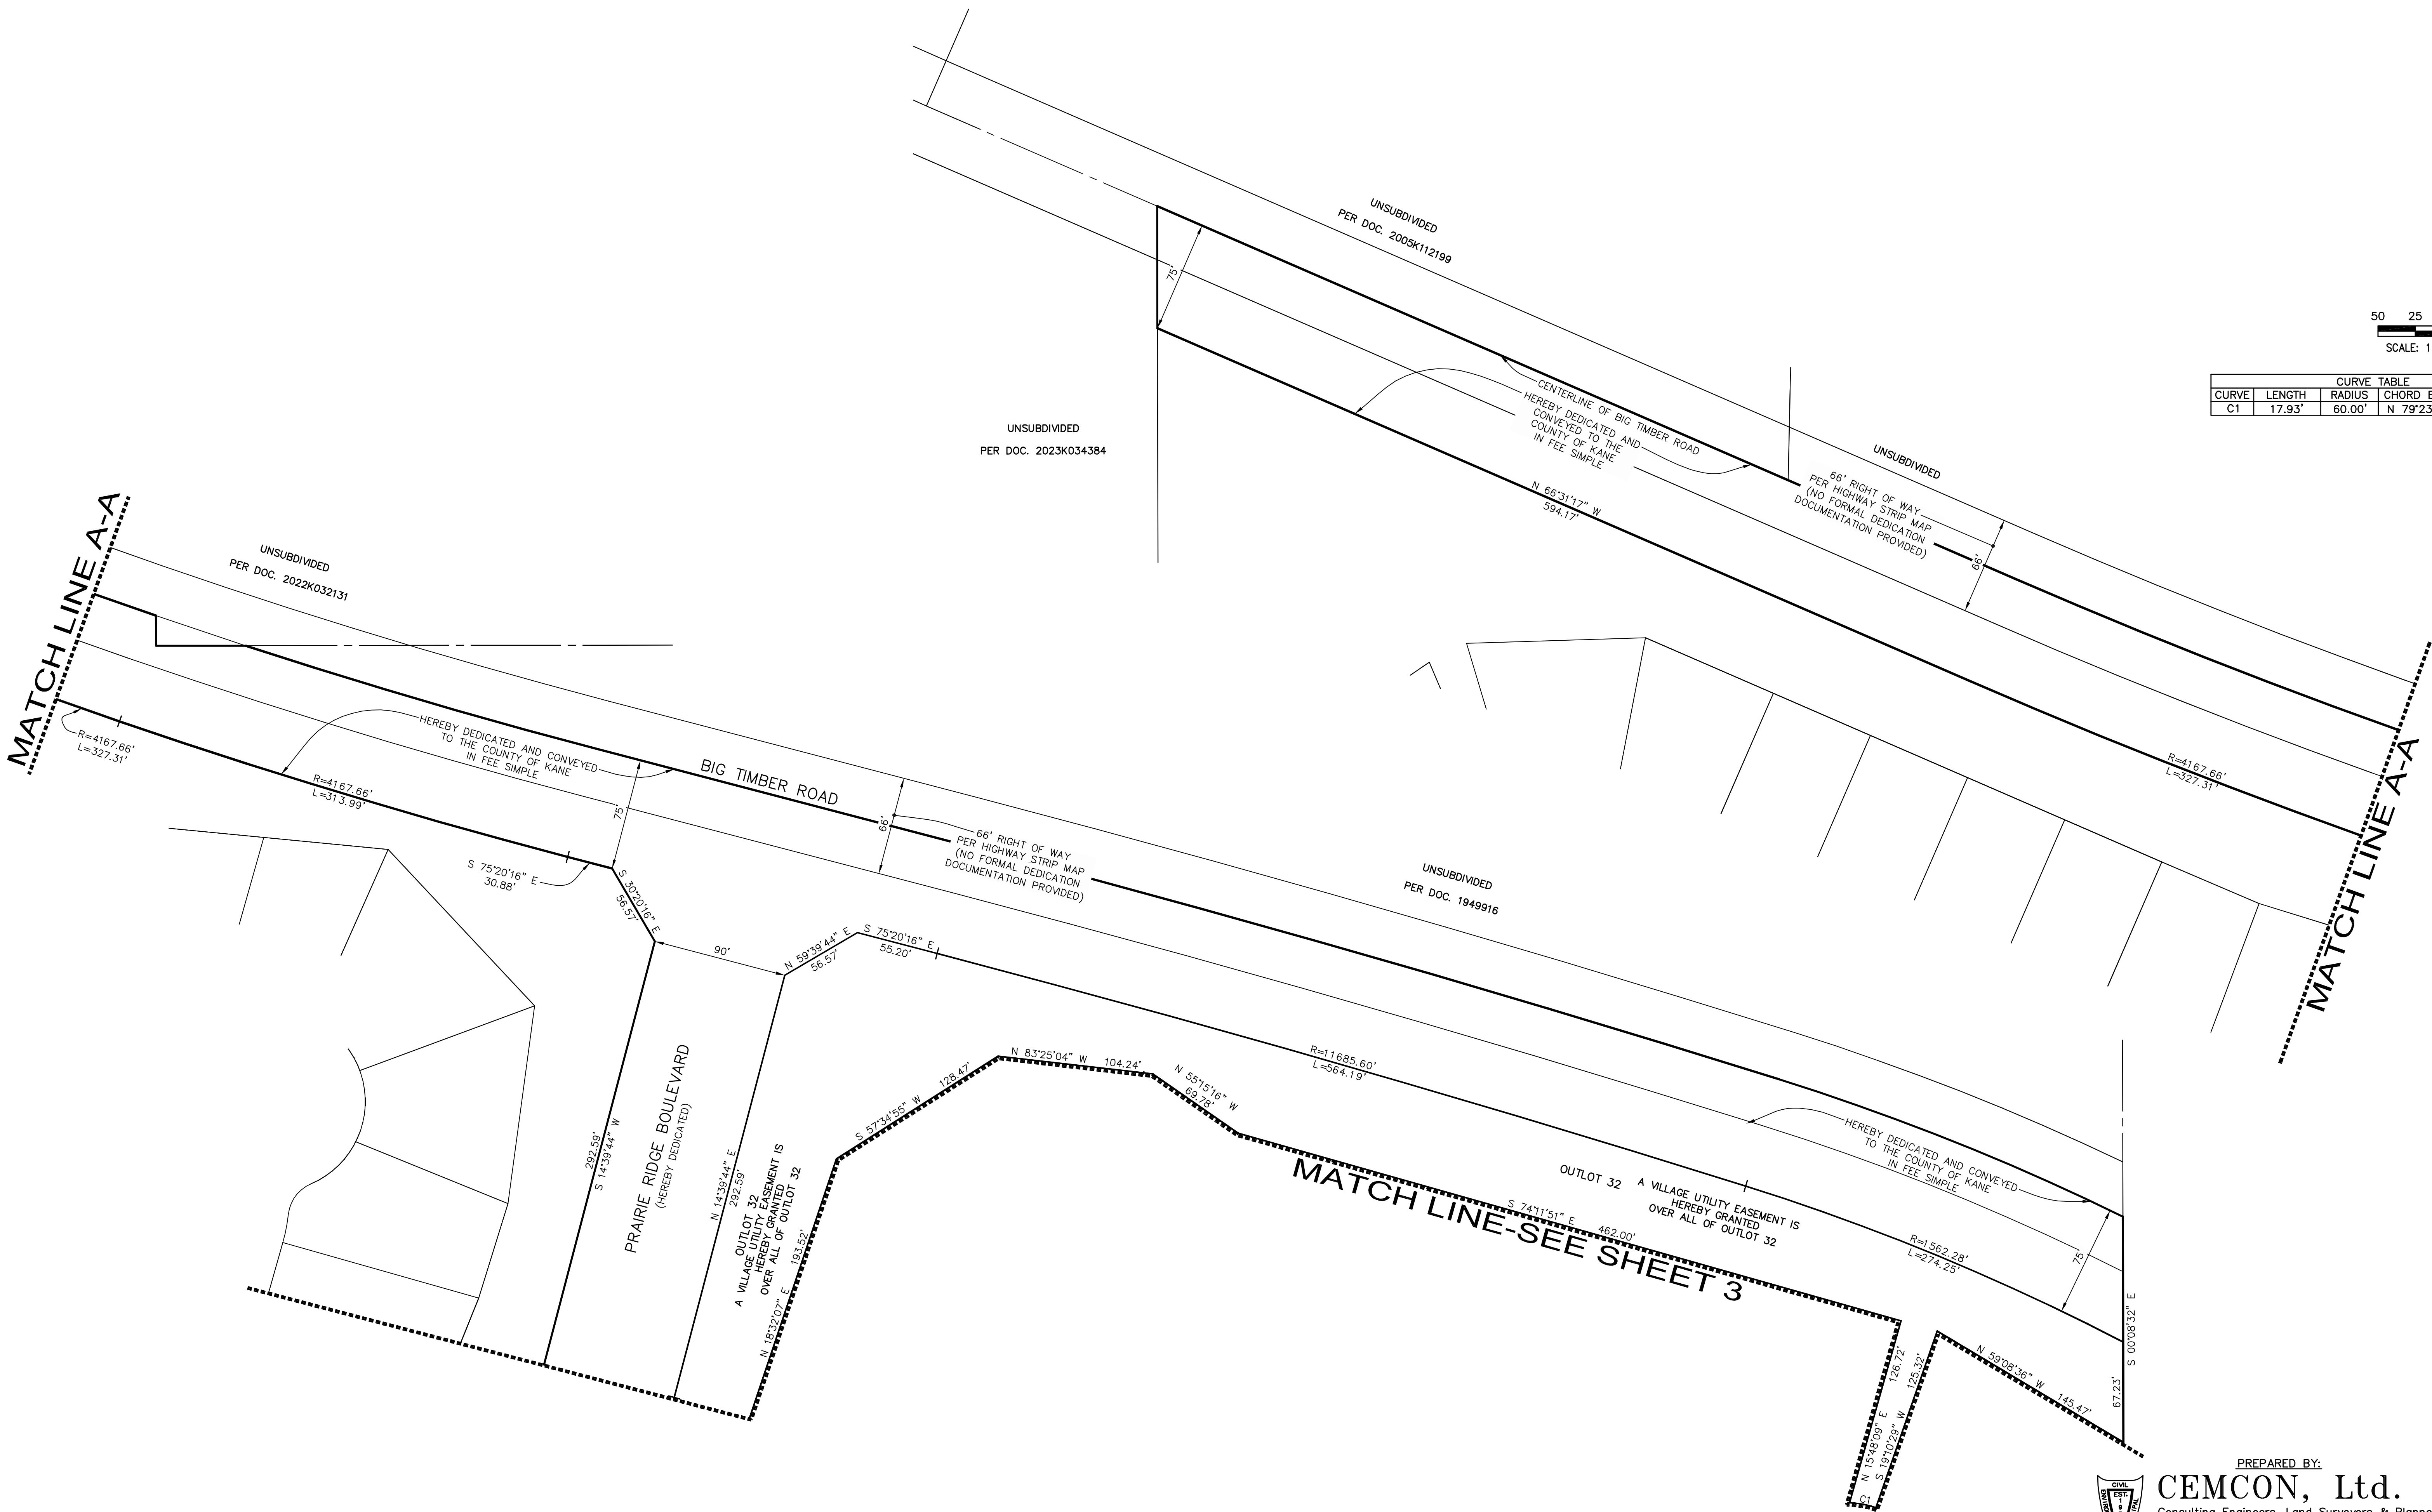 UNSUBDIVIDED
PER DOC. 2005K112199
75'
50 25
SCALE: 1
CURVE TABLE
CURVE LENGTH RADIUS CHORD
C1 17.93' 60.00' N 79°23
UNSUBDIVIDED
PER DOC. 2023K034384
CENTERLINE OF BIG TIMBER ROAD
HEREBY DEDICATED AND
CONVEYED TO THE
COUNTY OF KANE
IN FEE SIMPLE
UNSUBDIVIDED
66' RIGHT OF WAY
PER HIGHWAY STRIP MAP
(NO FORMAL DEDICATION
DOCUMENTATION PROVIDED)
66'
N 66°31'17" W
594.17'
R=4167.66'
L=327.31'
MATCH LINE A-A
MATCH LINE A-A
UNSUBDIVIDED
PER DOC. 2022K032131
R=4167.66'
L=327.31'
HEREBY DEDICATED AND CONVEYED
TO THE COUNTY OF KANE
IN FEE SIMPLE
R=4167.66'
L=313.99'
75'
BIG TIMBER ROAD
66'
66' RIGHT OF WAY
PER HIGHWAY STRIP MAP
(NO FORMAL DEDICATION
DOCUMENTATION PROVIDED)
UNSUBDIVIDED
PER DOC. 1949916
S 75°20'16" E
30.88'
S 30°20'16" E
56.57'
90'
N 59°39'44" E
56.57'
S 75°20'16" E
55.20'
R=11685.60'
L=564.19'
292.59'
S 14°39'44" W
PRAIRIE RIDGE BOULEVARD
(HEREBY DEDICATED)
N 14°39'44" E
292.59'
OUTLOT 32
A VILLAGE UTILITY EASEMENT IS
HEREBY GRANTED
OVER ALL OF OUTLOT 32
N 18°32'07" E 193.52'
S 57°34'55" W 128.47'
N 83°25'04" W 104.24'
N 55°15'16" W
69.78'
S 74°11'51" E 462.00'
MATCH LINE-SEE SHEET 3
OUTLOT 32
A VILLAGE UTILITY EASEMENT IS
HEREBY GRANTED
OVER ALL OF OUTLOT 32
HEREBY DEDICATED AND CONVEYED
TO THE COUNTY OF KANE
IN FEE SIMPLE
R=1562.28'
L=274.25'
75'
S 00°08'32" E
67.23'
N 59°08'36" W 145.47'
N 15°48'09" E 126.72'
S 19°10'29" W 125.32'
C1
PREPARED BY:
CEMCON, Ltd.
CIVIL
EST.